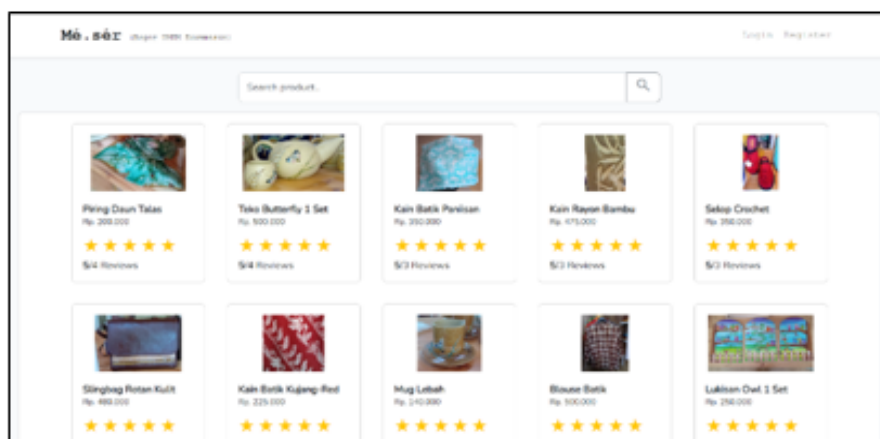 Mè.sèr
Login Register
Search product..
Piring Daun Talas
Rp. 200.000
5/4 Reviews
Teko Butterfly 1 Set
Rp. 500.000
5/4 Reviews
Kain Batik Panisan
Rp. 350.000
5/3 Reviews
Kain Rayon Bambu
Rp. 475.000
5/3 Reviews
Selop Crochet
Rp. 350.000
5/3 Reviews
Slingbag Rotan Kulit
Rp. 480.000
Kain Batik Kujang-Red
Rp. 225.000
Mug Lebah
Rp. 140.000
Blouse Batik
Rp. 500.000
Lukisan Owl 1 Set
Rp. 250.000